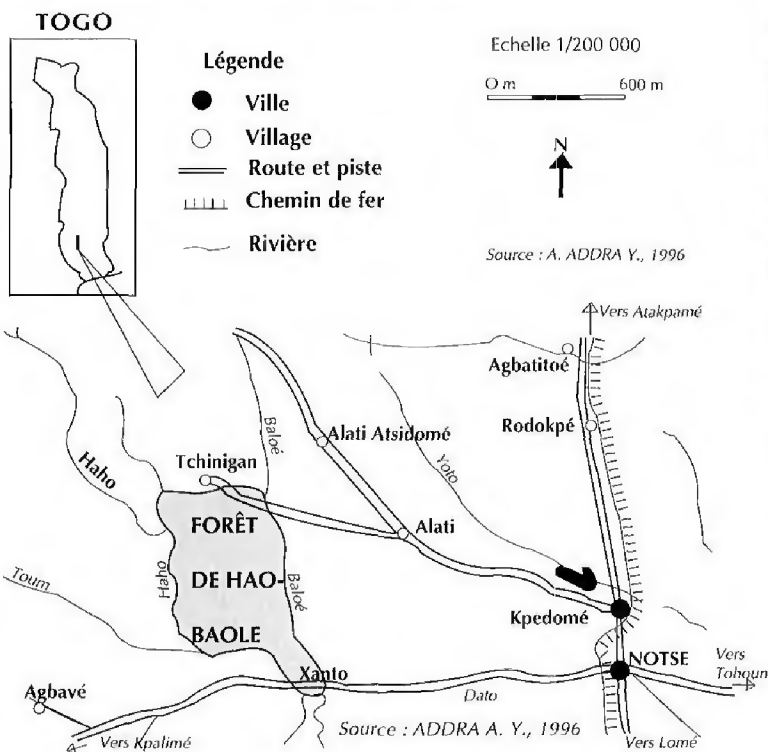 TOGO
Légende
Ville
Village
Route et piste
Chemin de fer
Rivière
Echelle 1/200 000
O m 600 m
N
Source : A. ADDRA Y., 1996
Vers Atakpamé
Agbatitoé
Rodokpé
Alati Atsidomé
Baloé
Yoto
Haho
Tchinigan
FORÊT
Alati
Haho
DE HAO-
Baloé
Toum
BAOLE
Kpedomé
NOTSE
Vers
Tohoun
Xanto
Agbavé
Dato
Vers Kpalimé
Source : ADDRA A. Y., 1996
Vers Lomé